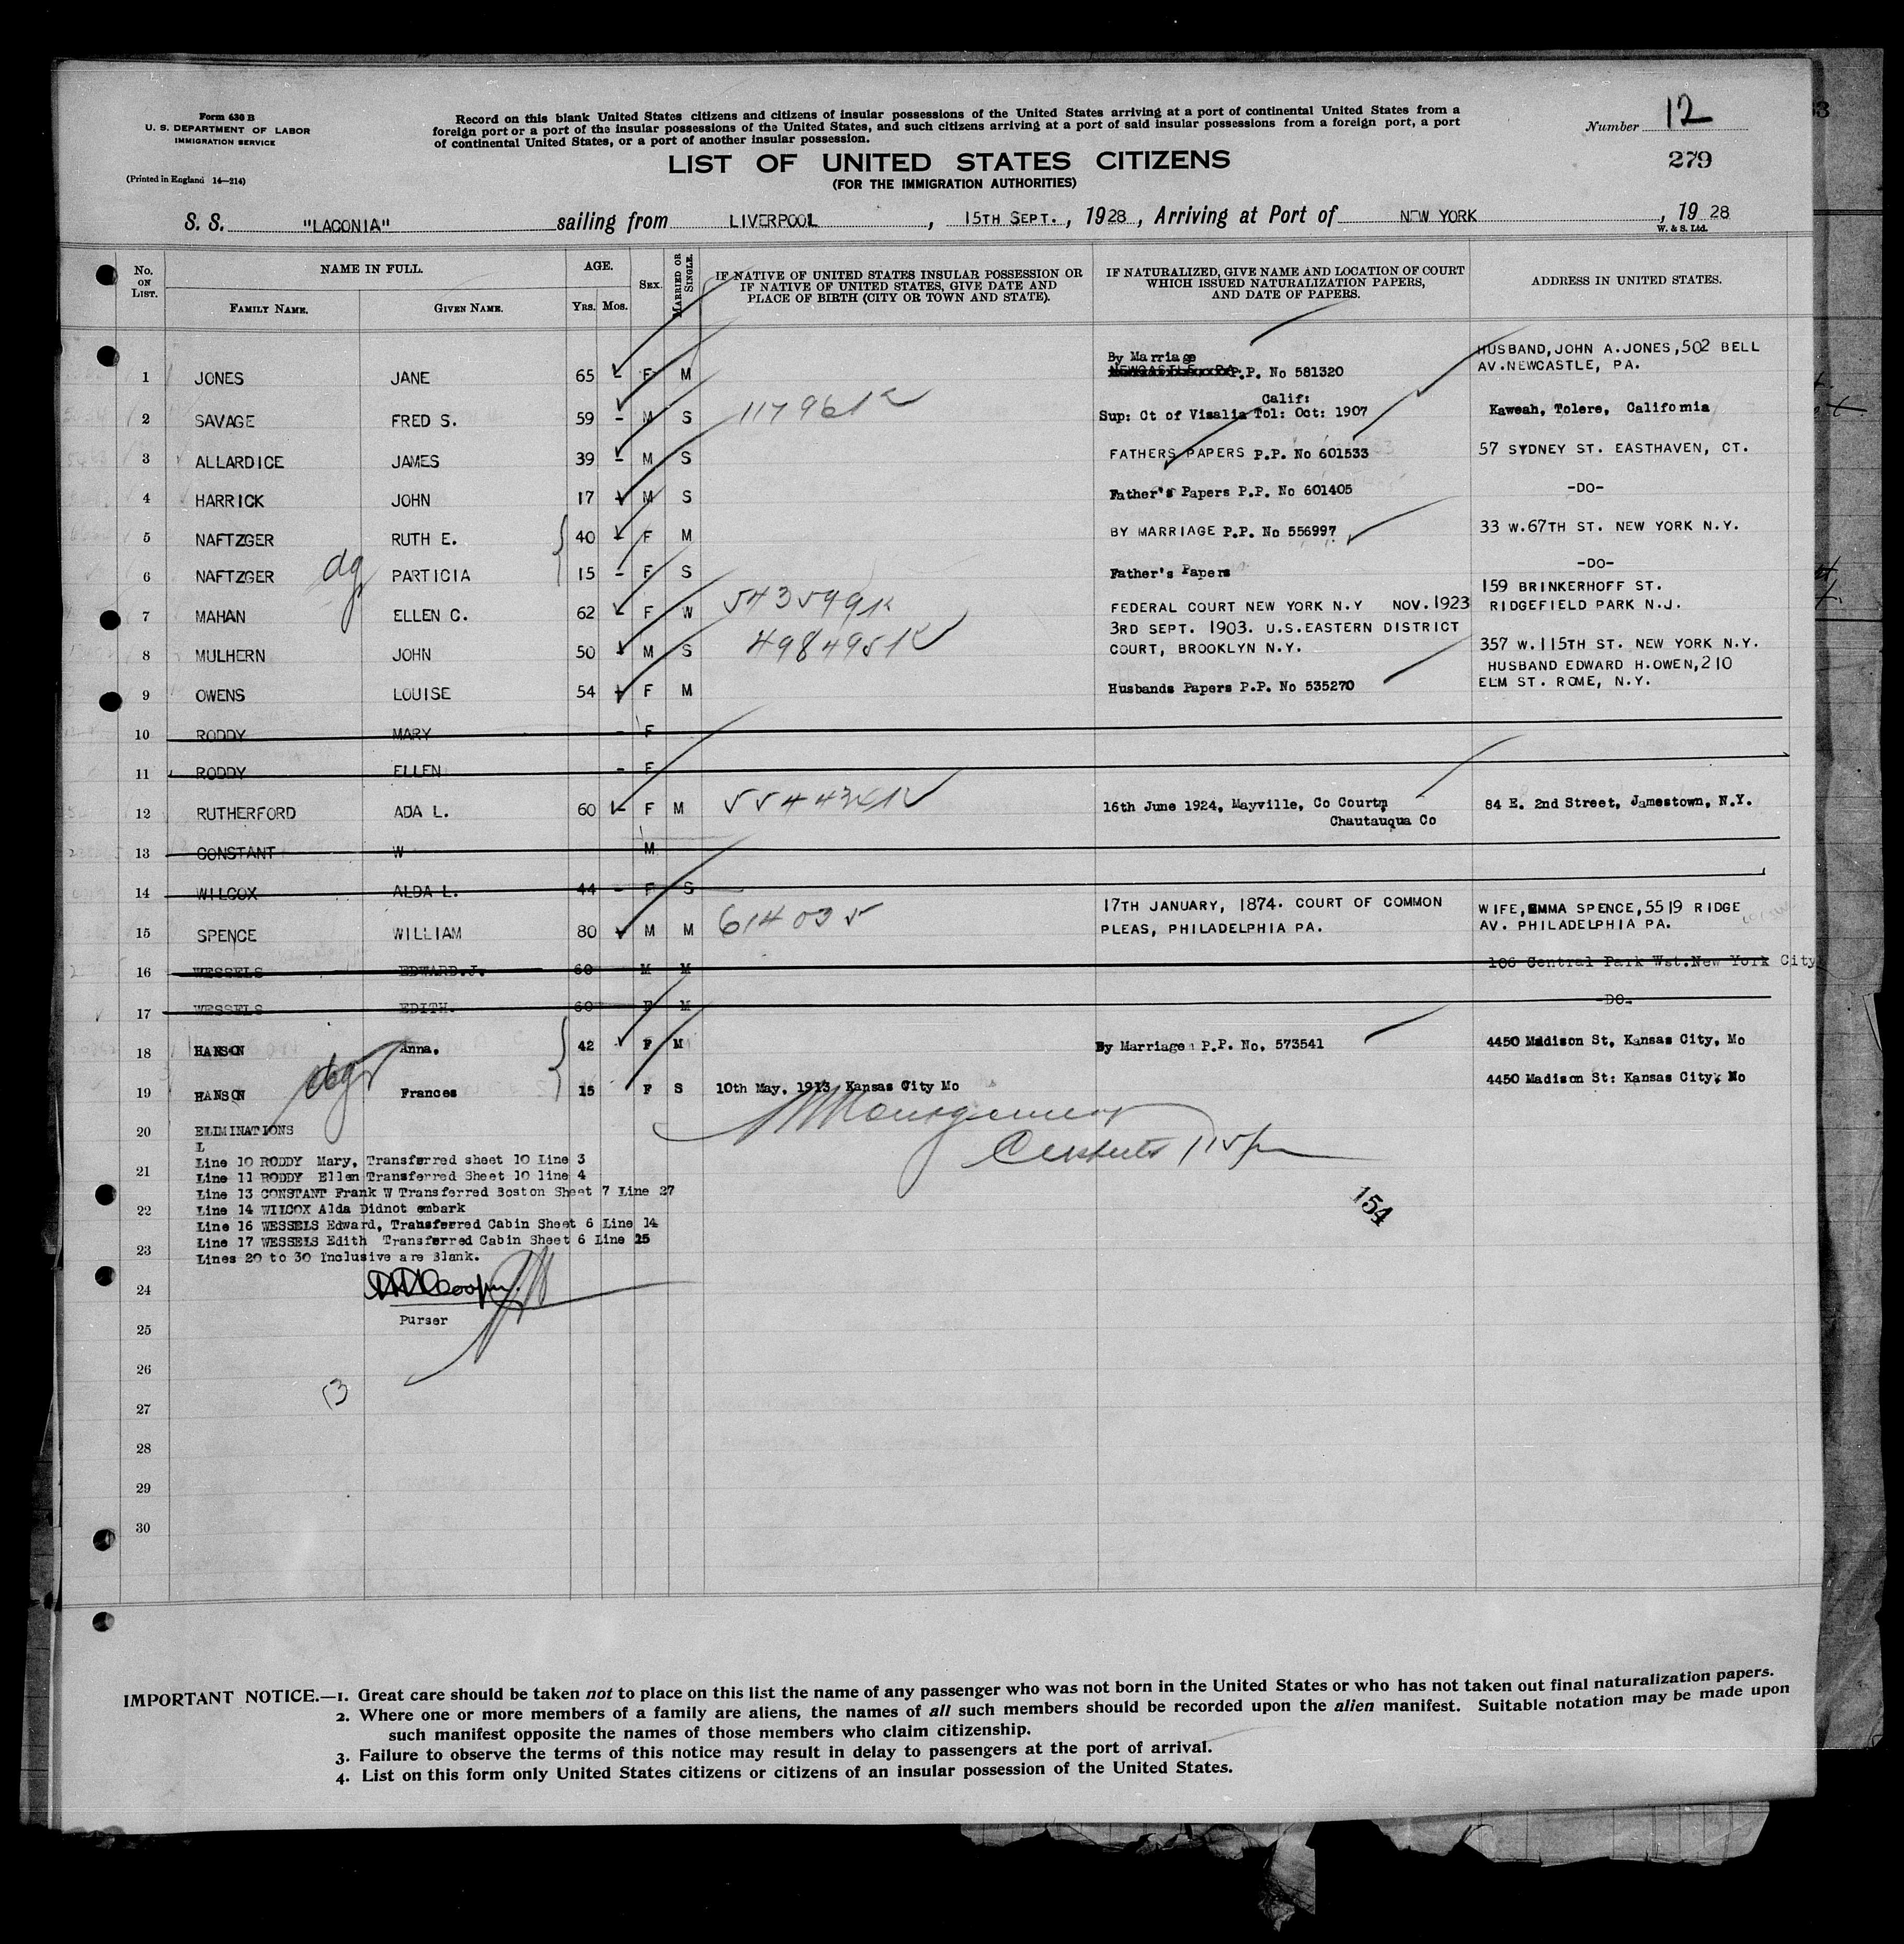 Form 630 B
U. S. DEPARTMENT OF LABOR
IMMIGRATION SERVICE
(Printed in England 14—214)
Record on this blank United States citizens and citizens of insular possessions of the United States arriving at a port of continental United States from a
foreign port or a port of the insular possessions of the United States, and such citizens arriving at a port of said insular possessions from a foreign port, a port
of continental United States, or a port of another insular possession.
Number 12
279
LIST OF UNITED STATES CITIZENS
(FOR THE IMMIGRATION AUTHORITIES)
S. S. "LACONIA" sailing from LIVERPOOL, 15TH SEPT., 1928, Arriving at Port of NEW YORK, 19 28
W. & S. Ltd.
No. ON LIST.
NAME IN FULL.
FAMILY NAME.
GIVEN NAME.
AGE.
YRS. MOS.
SEX.
MARRIED OR SINGLE.
IF NATIVE OF UNITED STATES INSULAR POSSESSION OR
IF NATIVE OF UNITED STATES, GIVE DATE AND
PLACE OF BIRTH (CITY OR TOWN AND STATE).
IF NATURALIZED, GIVE NAME AND LOCATION OF COURT
WHICH ISSUED NATURALIZATION PAPERS,
AND DATE OF PAPERS.
ADDRESS IN UNITED STATES.
By Marriage HUSBAND, JOHN A. JONES, 502 BELL
1 JONES JANE 65 - F M NEWCASTLE PA P.P. No 581320 AV. NEWCASTLE, PA.
Calif:
2 SAVAGE FRED S. 59 - M S Sup: Ct of Visalia Tol: Oct: 1907 Kaweah, Tolere, California
3 ALLARDICE JAMES 39 - M S FATHERS PAPERS P.P. No 601533 57 SYDNEY ST. EASTHAVEN, CT.
4 HARRICK JOHN 17 - M S Father's Papers P.P. No 601405 -DO-
5 NAFTZGER RUTH E. 40 - F M BY MARRIAGE P.P. No 556997 33 W. 67TH ST. NEW YORK N.Y.
6 NAFTZGER PARTICIA 15 - F S Father's Papers -DO-
159 BRINKERHOFF ST.
7 MAHAN ELLEN C. 62 - F W 543599 FEDERAL COURT NEW YORK N.Y NOV. 1923 RIDGEFIELD PARK N.J.
3RD SEPT. 1903. U.S. EASTERN DISTRICT
8 MULHERN JOHN 50 - M S 498495 COURT, BROOKLYN N.Y. 357 W. 115TH ST. NEW YORK N.Y.
HUSBAND EDWARD H. OWEN, 210
9 OWENS LOUISE 54 - F M Husbands Papers P.P. No 535270 ELM ST. ROME, N.Y.
10 RODDY MARY - F
11 RODDY ELLEN - F
12 RUTHERFORD ADA L. 60 - F M 16th June 1924, Mayville, Co Court, 84 E. 2nd Street, Jamestown, N.Y.
Chautauqua Co
13 CONSTANT W M
14 WILCOX ALDA L. 44 - F S
17TH JANUARY, 1874. COURT OF COMMON WIFE, EMMA SPENCE, 5519 RIDGE
15 SPENCE WILLIAM 80 M M 614035 PLEAS, PHILADELPHIA PA. AV. PHILADELPHIA PA.
16 WESSELS EDWARD.J. 60 M M 106 Central Park Wst. New York City
17 WESSELS EDITH. 60 F M -DO-
18 HANSON Anna. 42 F M By Marriage P.P. No. 573541 4450 Madison St, Kansas City, Mo
19 HANSON Frances 15 F S 10th May. 1913 Kansas City Mo 4450 Madison St: Kansas City, Mo
20 ELIMINATIONS
L
Line 10 RODDY Mary, Transferred sheet 10 Line 3
21
Line 11 RODDY Ellen Transferred Sheet 10 line 4
Line 13 CONSTANT Frank W Transferred Boston Sheet 7 Line 27
22
Line 14 WILCOX Alda Didnot embark
Line 16 WESSELS Edward, Transferred Cabin Sheet 6 Line 14
Line 17 WESSELS Edith Transferred Cabin Sheet 6 Line 15
23
Lines 20 to 30 Inclusive are Blank.
154
24
Purser
25
26
27
28
29
30
IMPORTANT NOTICE.—1. Great care should be taken not to place on this list the name of any passenger who was not born in the United States or who has not taken out final naturalization papers.
2. Where one or more members of a family are aliens, the names of all such members should be recorded upon the alien manifest. Suitable notation may be made upon
such manifest opposite the names of those members who claim citizenship.
3. Failure to observe the terms of this notice may result in delay to passengers at the port of arrival.
4. List on this form only United States citizens or citizens of an insular possession of the United States.